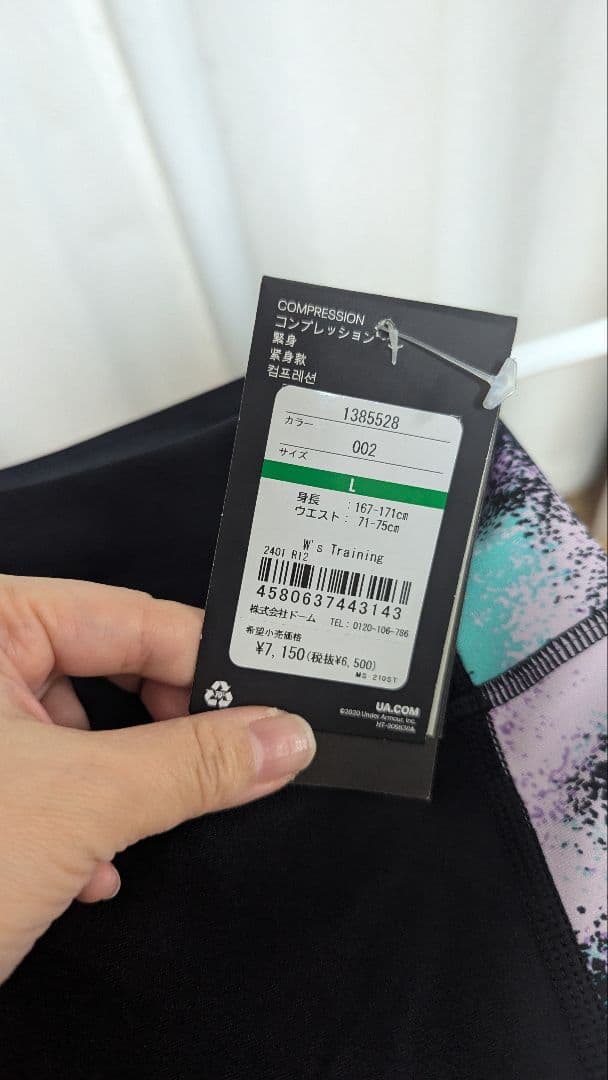 COMPRESSION
コンプレッション
緊身
紧身款
컴프레션
1385528
カラー 002
サイズ
L
身長 : 167-171cm
ウエスト : 71-75cm
W's Training
2401 R12
4580637443143
株式会社ドーム TEL: 0120-106-786
希望小売価格
¥7,150(税抜¥6,500)
MS 210ST
UA.COM
©2020 Under Armour, Inc.